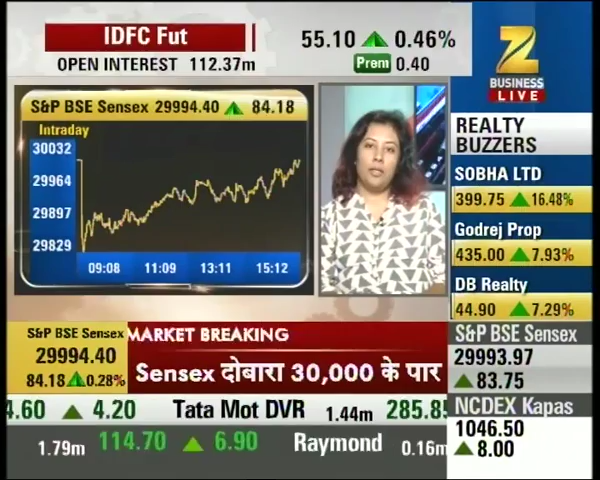 IDFC Fut
OPEN INTEREST 112.37m
55.10 0.46%
Prem 0.40
BUSINESS
LIVE
S&P BSE Sensex 29994.40 84.18
Intraday
30032
29964
29897
29829
09:08 11:09 13:11 15:12
REALTY
BUZZERS
SOBHA LTD
399.75 16.48%
Godrej Prop
435.00 7.93%
DB Realty
44.90 7.29%
S&P BSE Sensex
29994.40
84.18 0.28%
MARKET BREAKING
Sensex दोबारा 30,000 के पार
S&P BSE Sensex
29993.97
83.75
NCDEX Kapas
1046.50
8.00
4.60 4.20 Tata Mot DVR 1.44m 285.85
1.79m 114.70 6.90 Raymond 0.16m